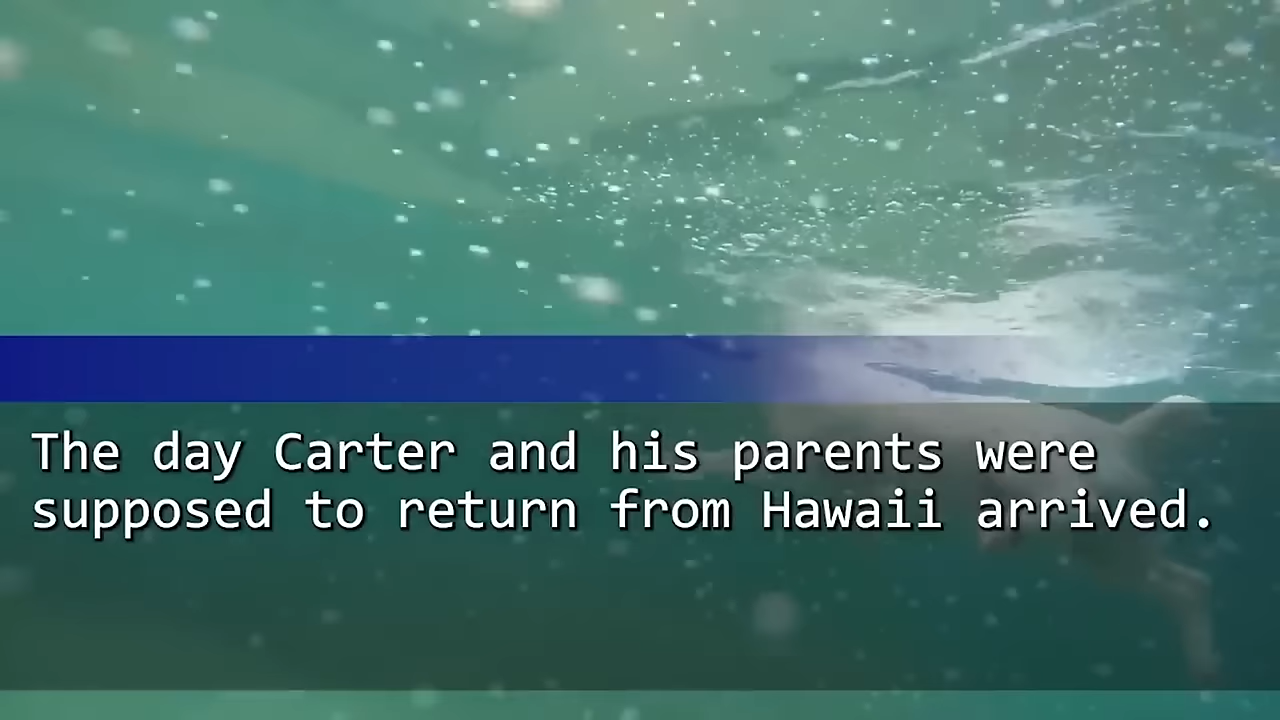 The day Carter and his parents were
supposed to return from Hawaii arrived.